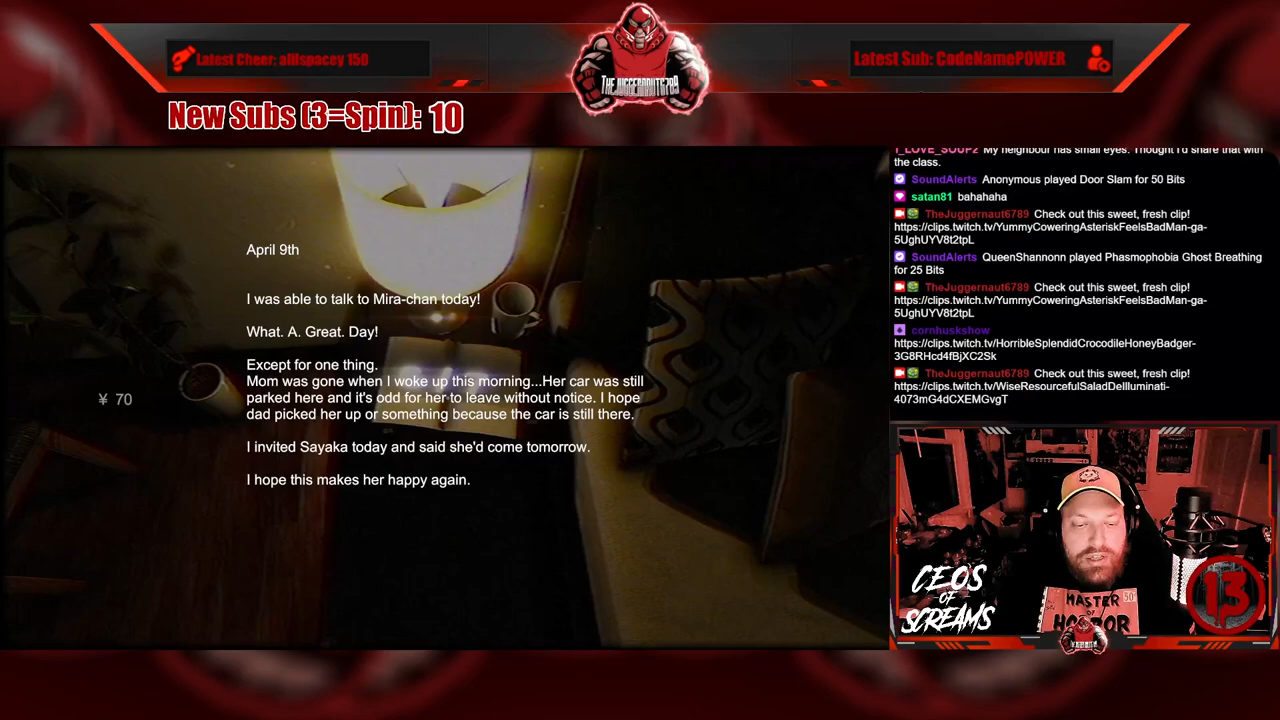 Latest Cheer: alilspacey 150
THEJUGGERNAUT6789
Latest Sub: CodeNamePOWER
New Subs (3=Spin): 10
April 9th
I was able to talk to Mira-chan today!
What. A. Great. Day!
Except for one thing.
Mom was gone when I woke up this morning...Her car was still
parked here and it's odd for her to leave without notice. I hope
dad picked her up or something because the car is still there.
I invited Sayaka today and said she'd come tomorrow.
I hope this makes her happy again.
¥ 70
T_LOVE_SOUP2 My neighbour has small eyes. Thought I'd share that with
the class.
SoundAlerts Anonymous played Door Slam for 50 Bits
satan81 bahahaha
TheJuggernaut6789 Check out this sweet, fresh clip!
https://clips.twitch.tv/YummyCoweringAsteriskFeelsBadMan-ga-
5UghUYV8t2tpL
SoundAlerts QueenShannonn played Phasmophobia Ghost Breathing
for 25 Bits
TheJuggernaut6789 Check out this sweet, fresh clip!
https://clips.twitch.tv/YummyCoweringAsteriskFeelsBadMan-ga-
5UghUYV8t2tpL
cornhuskshow
https://clips.twitch.tv/HorribleSplendidCrocodileHoneyBadger-
3G8RHcd4fBjXC2Sk
TheJuggernaut6789 Check out this sweet, fresh clip!
https://clips.twitch.tv/WiseResourcefulSaladDeIlluminati-
4073mG4dCXEMGvgT
CEOS
OF
SCREAMS
MASTER
OF
HORROR
50¢
13